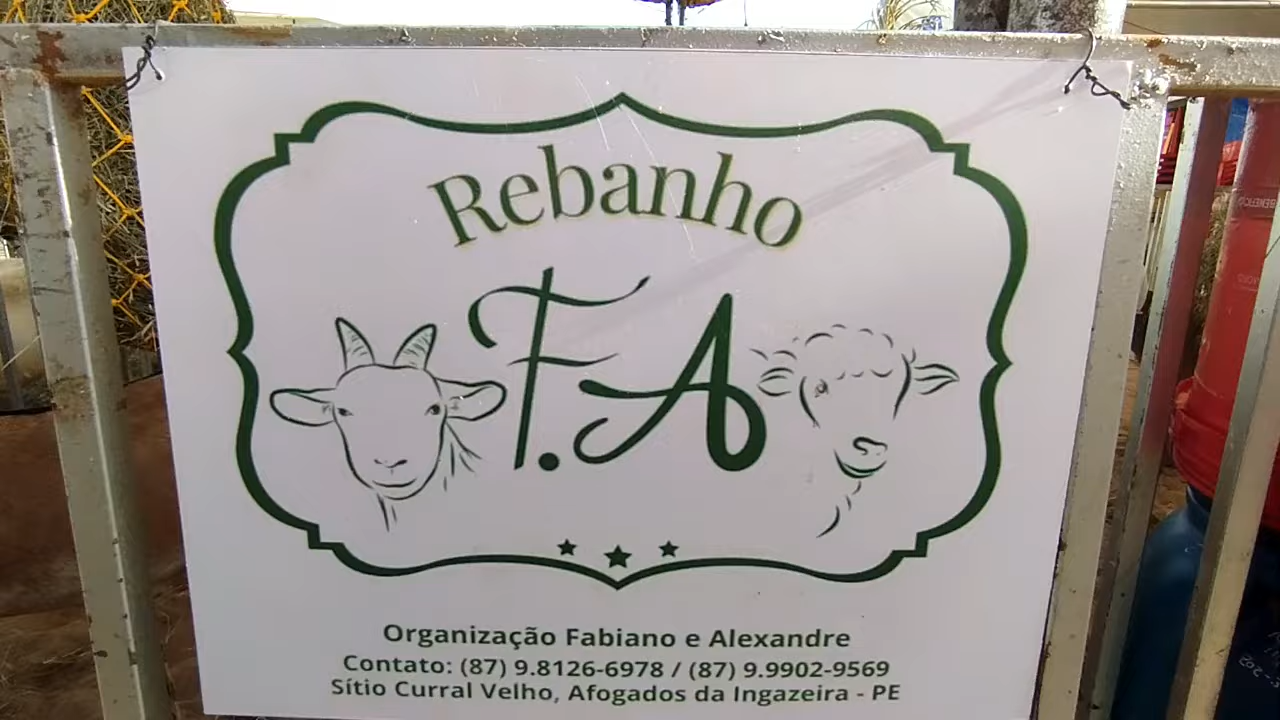 Rebanho
F.A
Organização Fabiano e Alexandre
Contato: (87) 9.8126-6978 / (87) 9.9902-9569
Sítio Curral Velho, Afogados da Ingazeira - PE